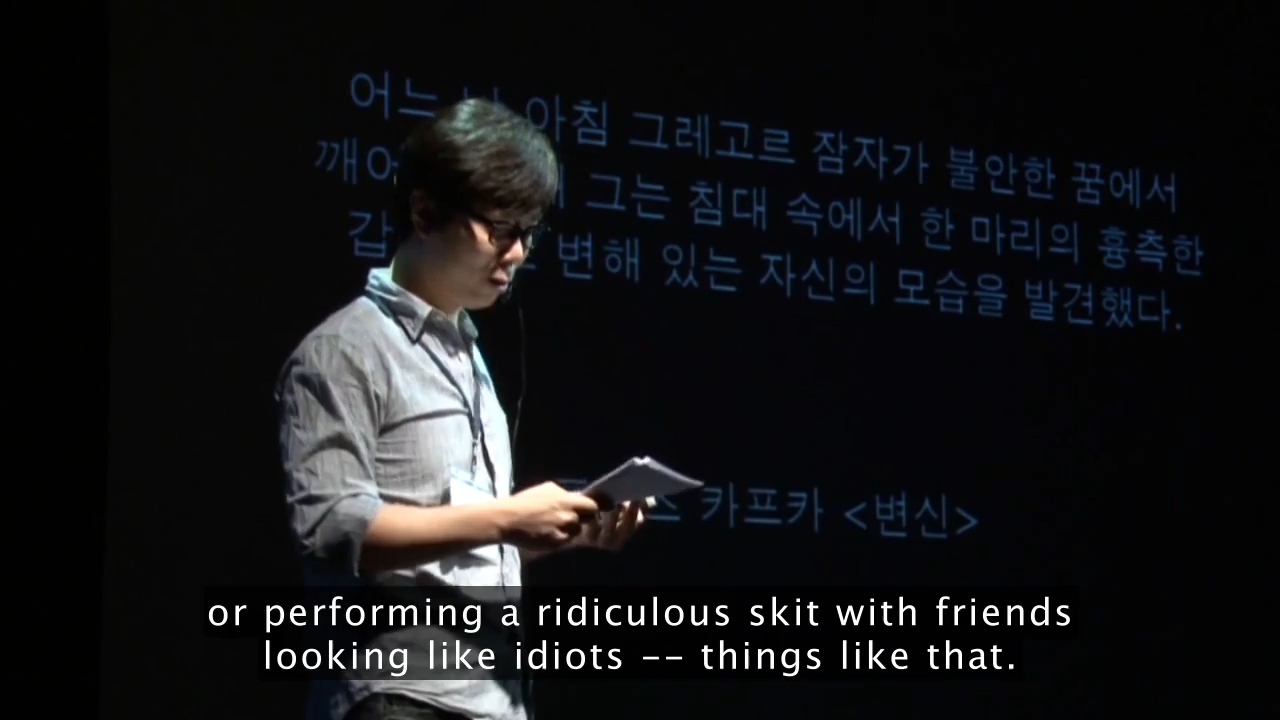 어느 아침 그레고르 잠자가 불안한 꿈에서
그는 침대 속에서 한 마리의 흉측한
변해 있는 자신의 모습을 발견했다.
카프카 <변신>
or performing a ridiculous skit with friends
looking like idiots -- things like that.